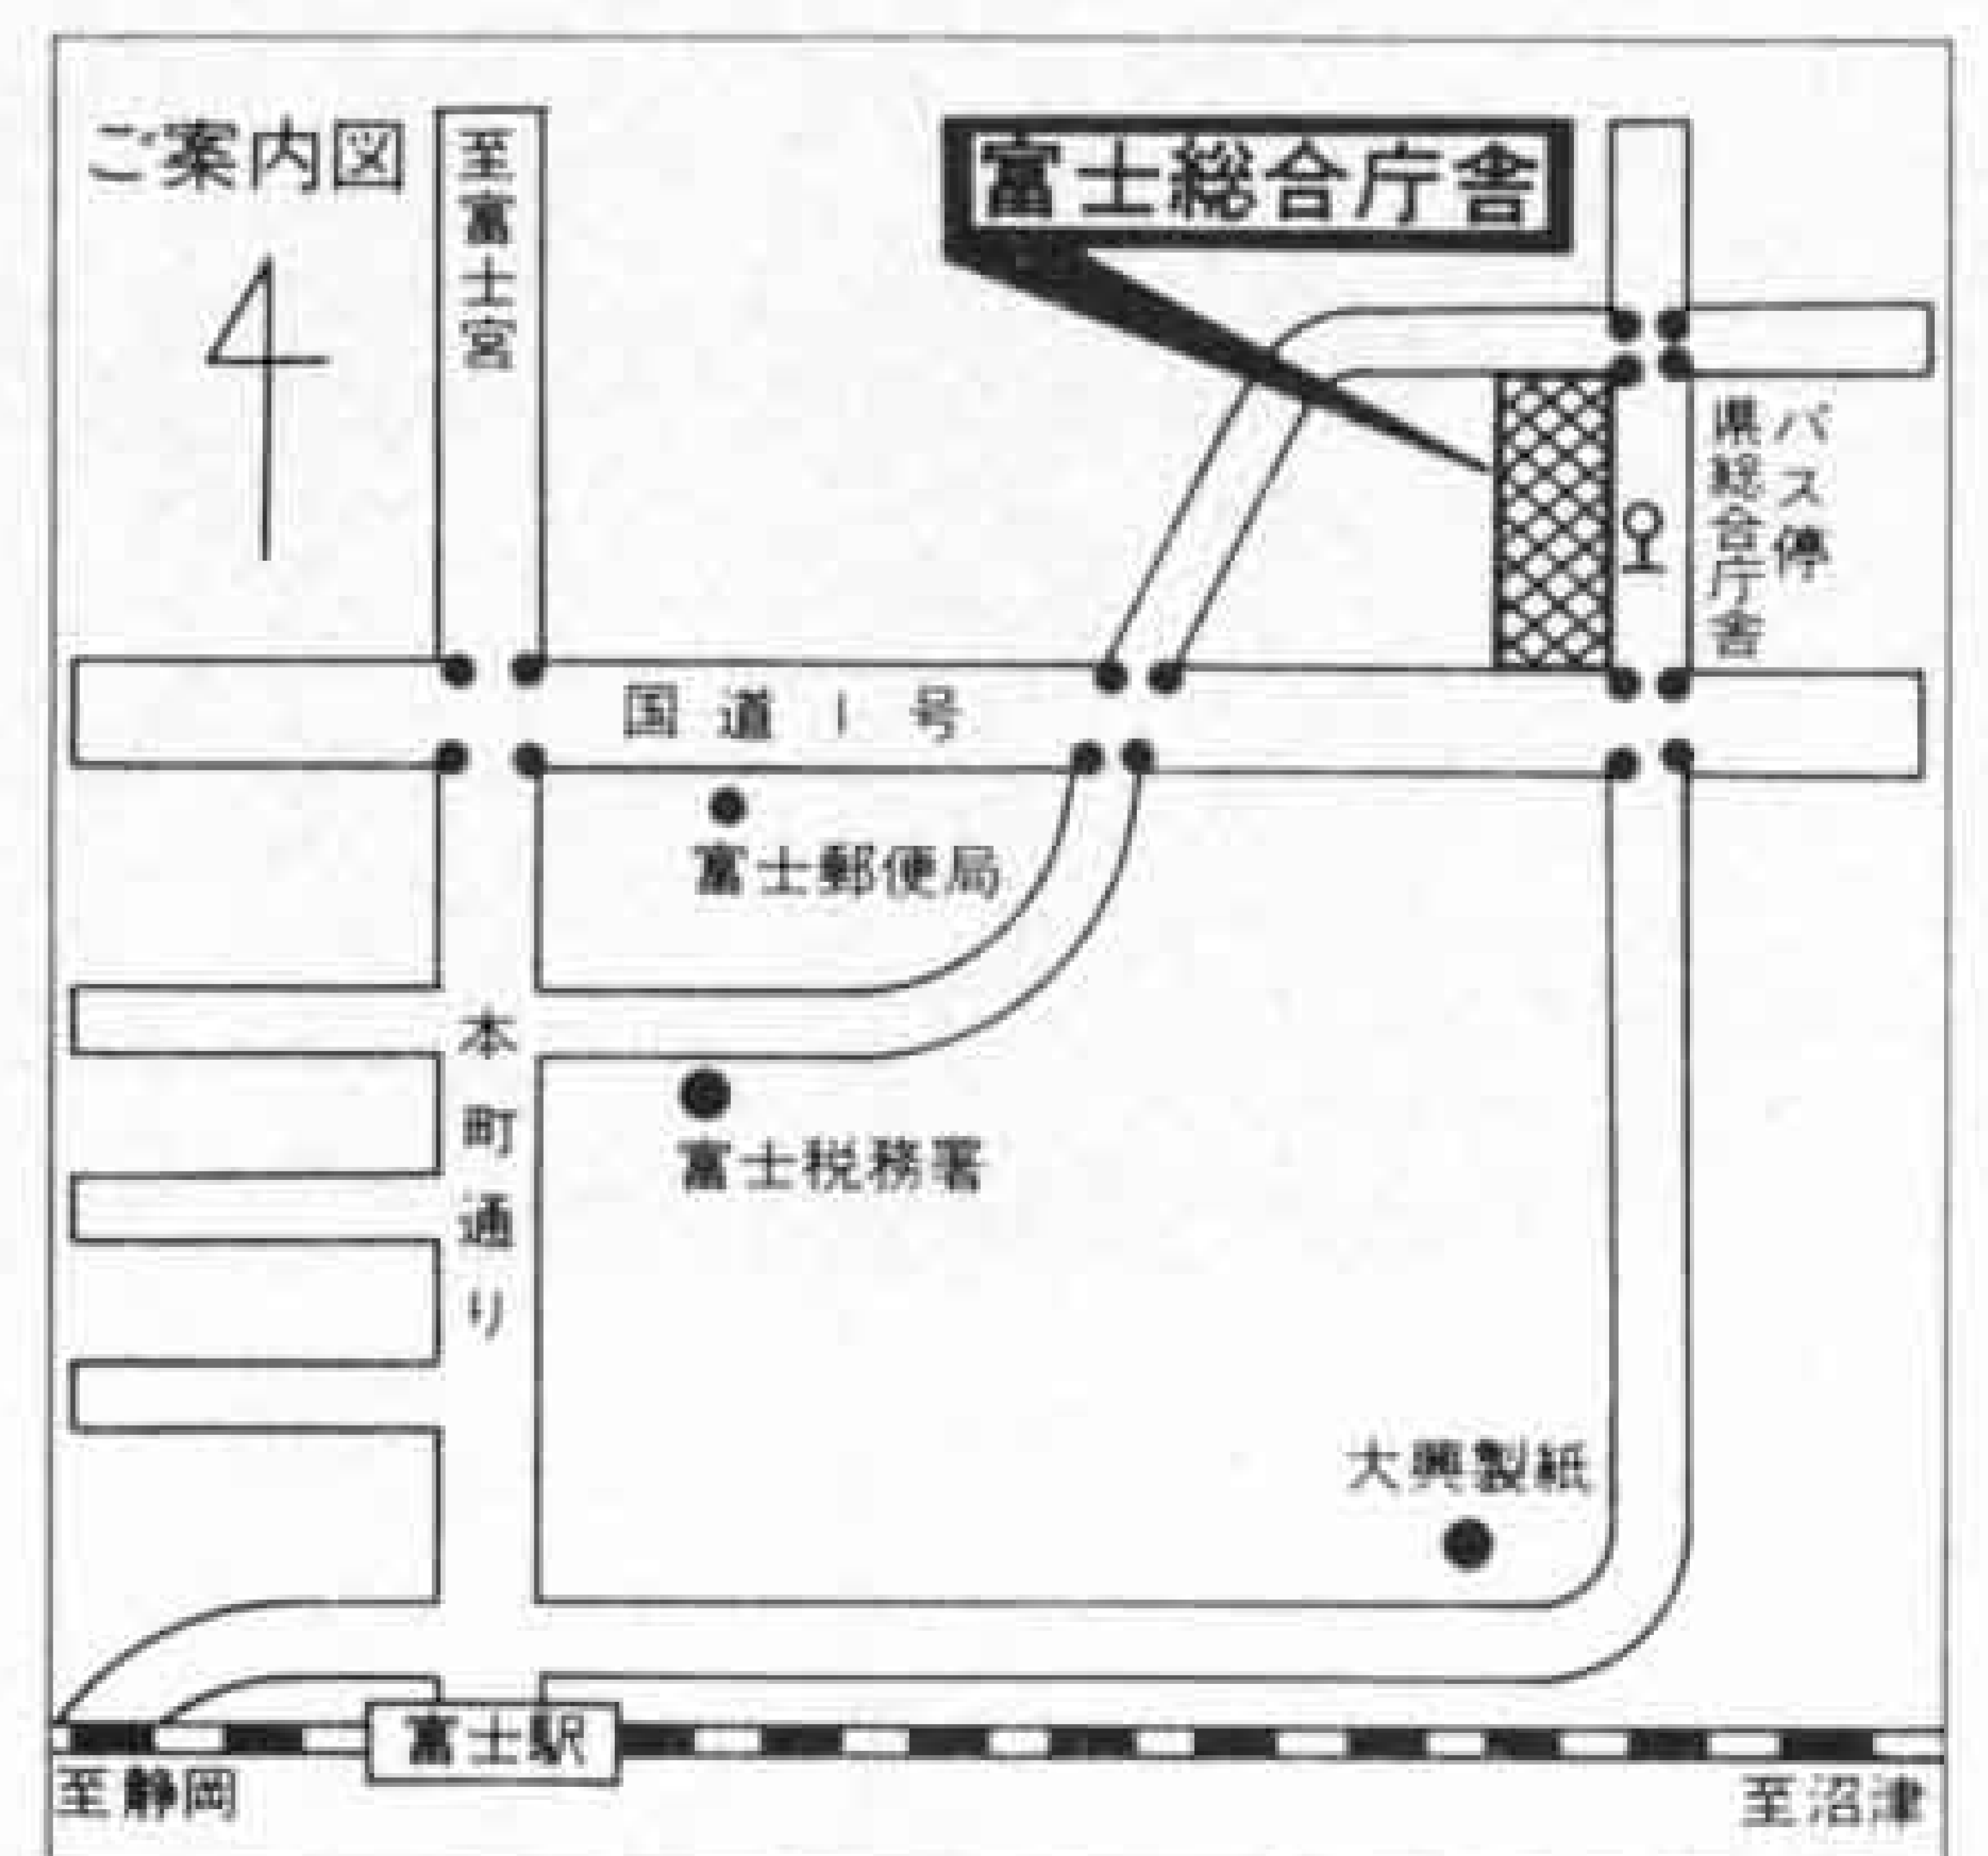 ご案内図
至富士宮
富士総合庁舎
バス停
県総合庁舎
国道1号
富士郵便局
本町通り
富士税務署
大興製紙
富士駅
至静岡
至沼津